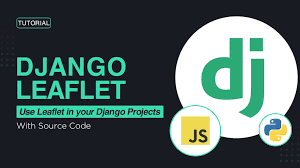 TUTORIAL
DJANGO
LEAFLET
Use Leaflet in your Django Projects
With Source Code
dj
JS